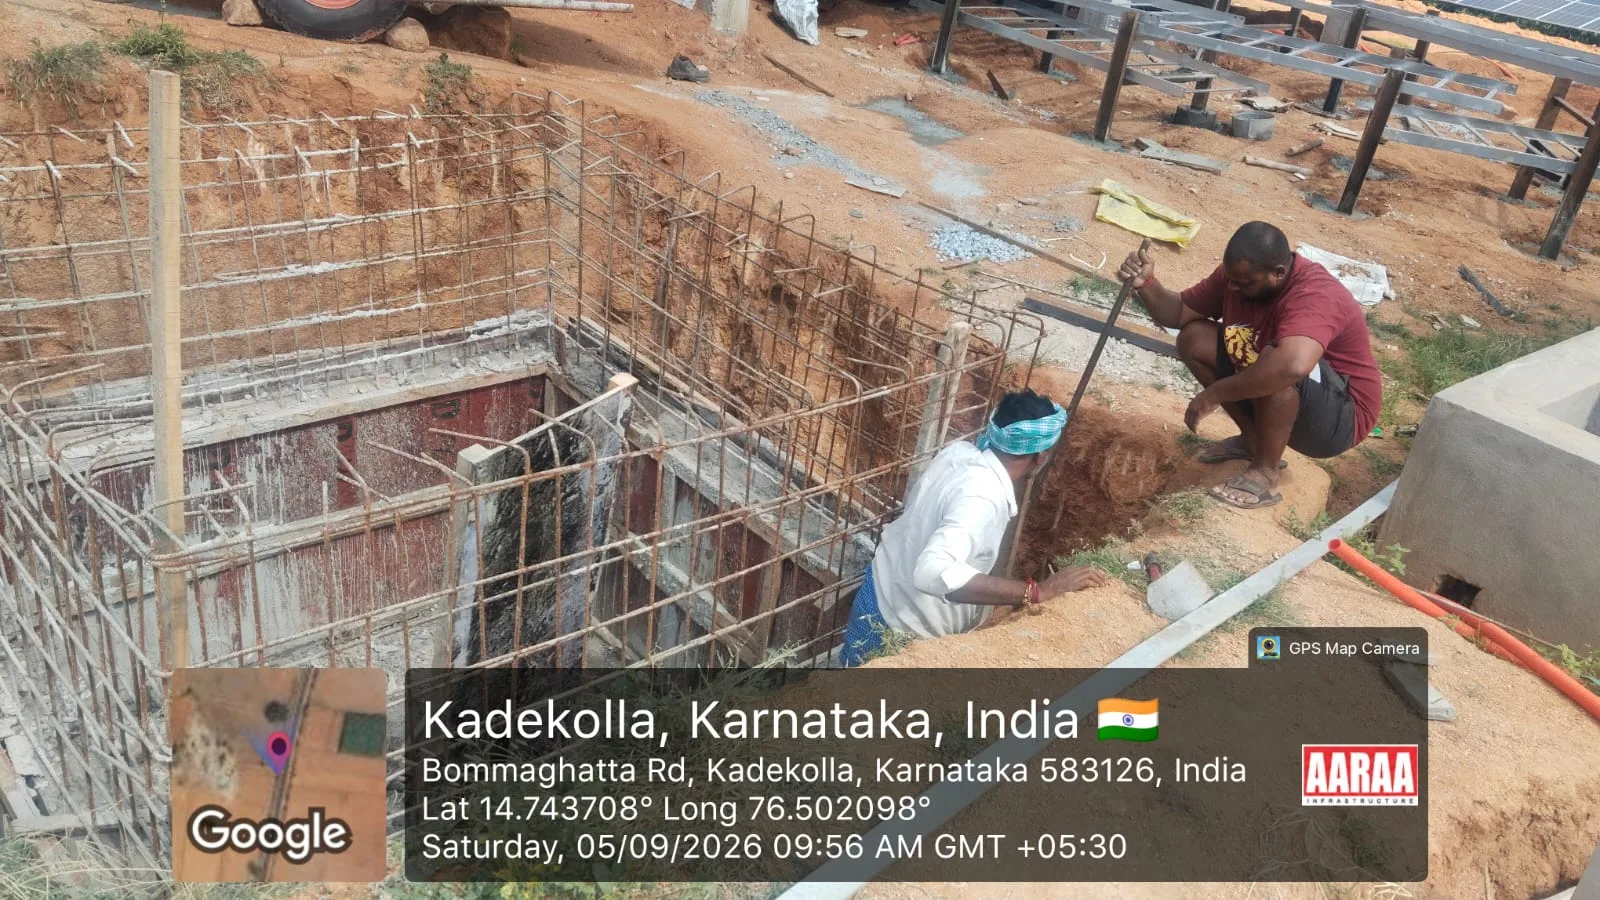 GPS Map Camera
Kadekolla, Karnataka, India 🇮🇳
Bommaghatta Rd, Kadekolla, Karnataka 583126, India
Lat 14.743708° Long 76.502098°
Saturday, 05/09/2026 09:56 AM GMT +05:30
AARAA
INFRASTRUCTURE
Google